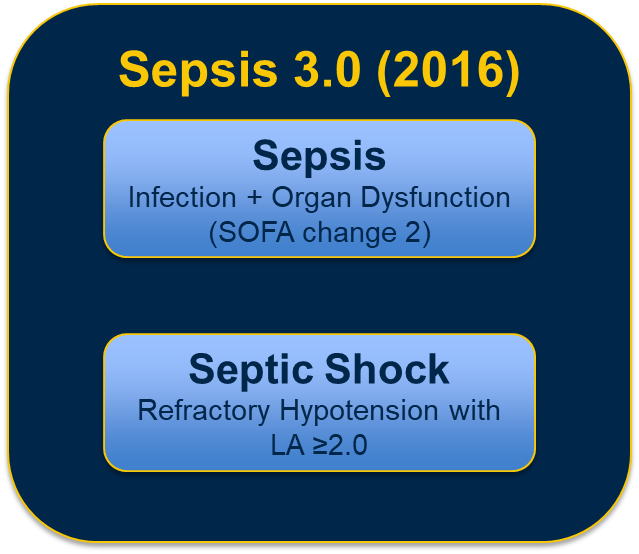 Sepsis 3.0 (2016)
Sepsis
Infection + Organ Dysfunction
(SOFA change 2)
Septic Shock
Refractory Hypotension with
LA ≥2.0